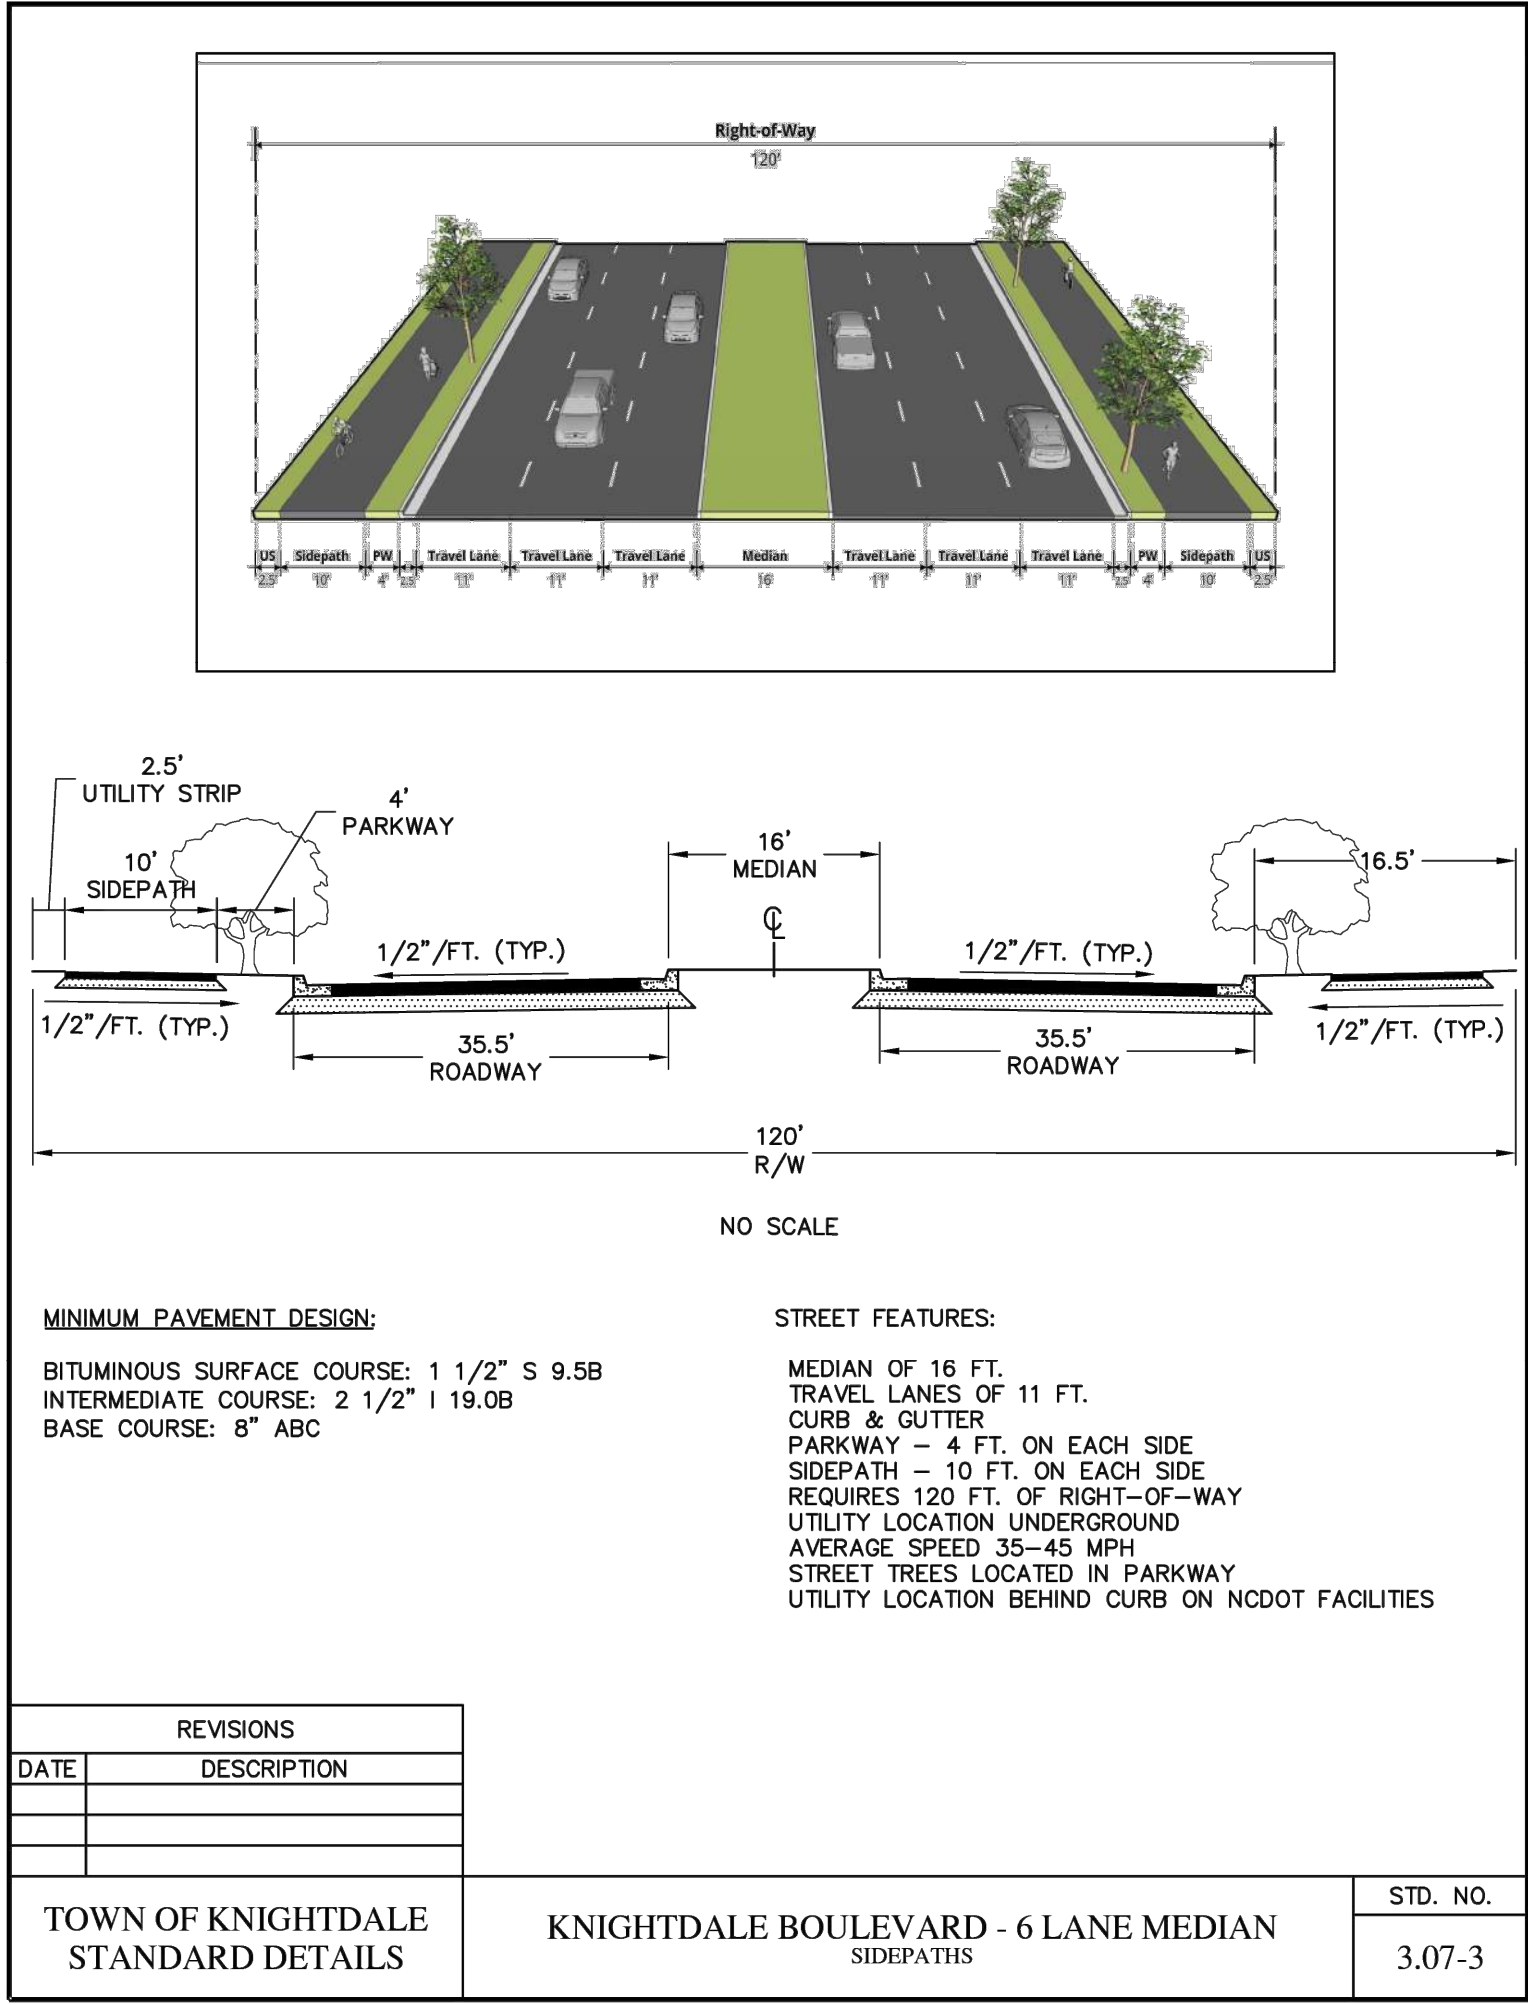 Right-of-Way
120'
US Sidepath PW Travel Lane Travel Lane Travel Lane Median Travel Lane Travel Lane Travel Lane PW Sidepath US
2.5' 10' 4' 2.5' 11' 11' 11' 16' 11' 11' 11' 2.5' 4' 10' 2.5'
2.5'
UTILITY STRIP
4'
PARKWAY
10'
SIDEPATH
16'
MEDIAN
16.5'
CL
1/2"/FT. (TYP.)
1/2"/FT. (TYP.)
1/2"/FT. (TYP.)
1/2"/FT. (TYP.)
35.5'
ROADWAY
35.5'
ROADWAY
120'
R/W
NO SCALE
MINIMUM PAVEMENT DESIGN:
BITUMINOUS SURFACE COURSE: 1 1/2" S 9.5B
INTERMEDIATE COURSE: 2 1/2" I 19.0B
BASE COURSE: 8" ABC
STREET FEATURES:
MEDIAN OF 16 FT.
TRAVEL LANES OF 11 FT.
CURB & GUTTER
PARKWAY – 4 FT. ON EACH SIDE
SIDEPATH – 10 FT. ON EACH SIDE
REQUIRES 120 FT. OF RIGHT–OF–WAY
UTILITY LOCATION UNDERGROUND
AVERAGE SPEED 35–45 MPH
STREET TREES LOCATED IN PARKWAY
UTILITY LOCATION BEHIND CURB ON NCDOT FACILITIES
REVISIONS
DATE DESCRIPTION
TOWN OF KNIGHTDALE
STANDARD DETAILS
KNIGHTDALE BOULEVARD - 6 LANE MEDIAN
SIDEPATHS
STD. NO.
3.07-3